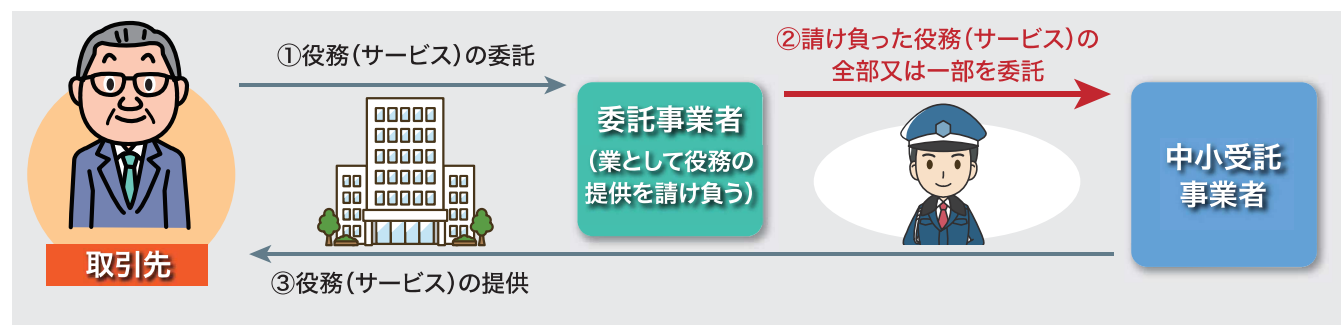 ①役務(サービス)の委託
②請け負った役務(サービス)の
全部又は一部を委託
委託事業者
(業として役務の
提供を請け負う)
中小受託
事業者
取引先
③役務(サービス)の提供